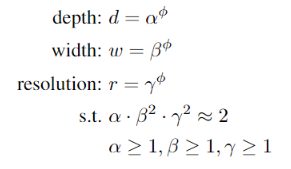 depth: d = α^ϕ
width: w = β^ϕ
resolution: r = γ^ϕ
s.t. α · β² · γ² ≈ 2
α ≥ 1, β ≥ 1, γ ≥ 1